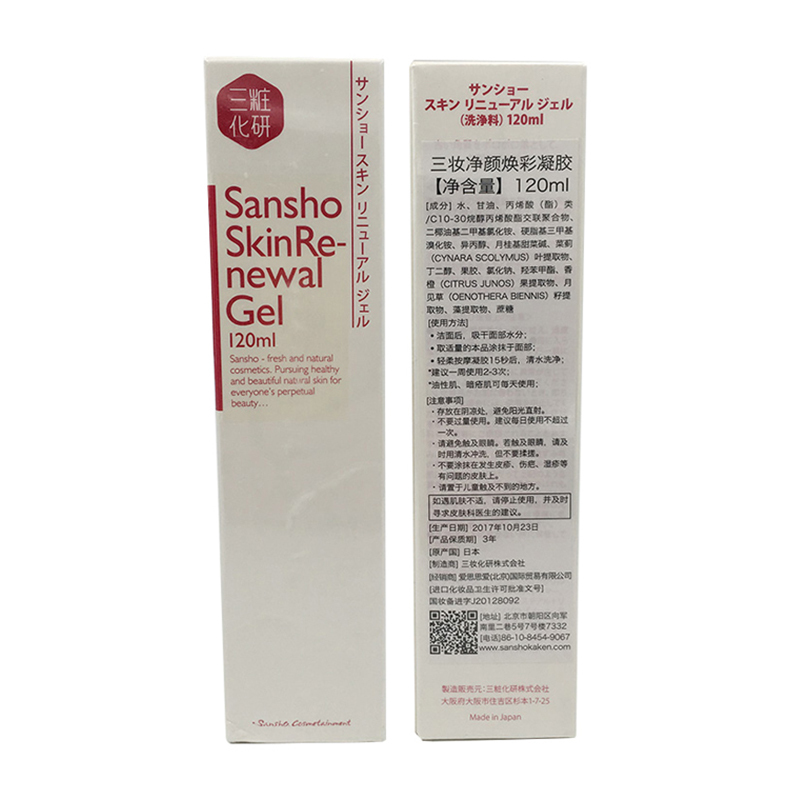 三粧
化研
サンショー スキン リニューアル ジェル
Sansho
SkinRe-
newal
Gel
120ml
Sansho - fresh and natural
cosmetics. Pursuing healthy
and beautiful natural skin for
everyone's perpetual
beauty...
*Sansho Cosmetainment
サンショー
スキン リニューアル ジェル
(洗浄料) 120ml
三妆净颜焕彩凝胶
【净含量】 120ml
[成分] 水、甘油、丙烯酸（酯）类
/C10-30烷醇丙烯酸酯交联聚合物、
二椰油基二甲基氯化铵、硬脂基三甲基
溴化铵、异丙醇、月桂基甜菜碱、菜蓟
(CYNARA SCOLYMUS) 叶提取物、
丁二醇、果胶、氯化钠、羟苯甲酯、香
橙 (CITRUS JUNOS) 果提取物、月
见草 (OENOTHERA BIENNIS) 籽提
取物、藻提取物、蔗糖
[使用方法]
• 洁面后，吸干面部水分；
• 取适量的本品涂抹于面部；
• 轻柔按摩凝胶15秒后，清水洗净；
*建议一周使用2-3次；
*油性肌、暗疮肌可每天使用；
[注意事项]
· 存放在阴凉处，避免阳光直射。
· 不要过量使用。建议每日使用不超过
一次。
· 请避免触及眼睛。若触及眼睛，请及
时用清水冲洗，但不要揉搓。
· 不要涂抹在发生皮疹、伤疤、湿疹等
有问题的皮肤上。
· 请置于儿童触及不到的地方。
如遇肌肤不适，请停止使用，并及时
寻求皮肤科医生的建议。
[生产日期] 2017年10月23日
[产品保质期] 3年
[原产国] 日本
[制造商] 三妆化研株式会社
[经销商] 爱思思爱(北京)国际贸易有限公司
[进口化妆品卫生许可批准文号]
国妆备进字J20128092
[地址] 北京市朝阳区向军
南里二巷5号7号楼7332
[电话]86-10-8454-9067
www.sanshokaken.com
製造販売元：三粧化研株式会社
大阪府大阪市住吉区杉本1-7-25
Made in Japan